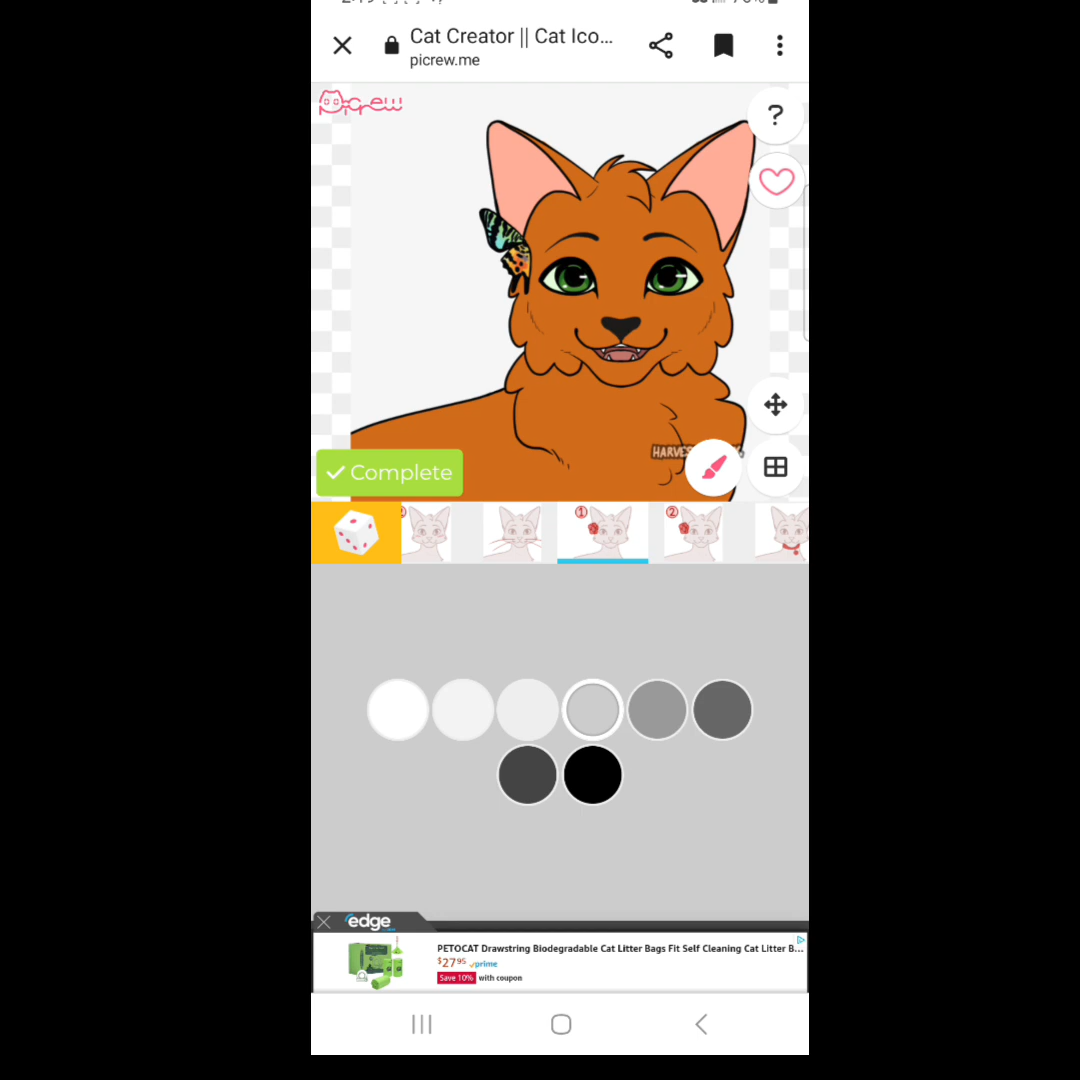 Cat Creator || Cat Ico...
picrew.me
Picrew
?
HARVES
Complete
①
②
edge
PETOCAT Drawstring Biodegradable Cat Litter Bags Fit Self Cleaning Cat Litter B...
$27.95 prime
Save 10% with coupon